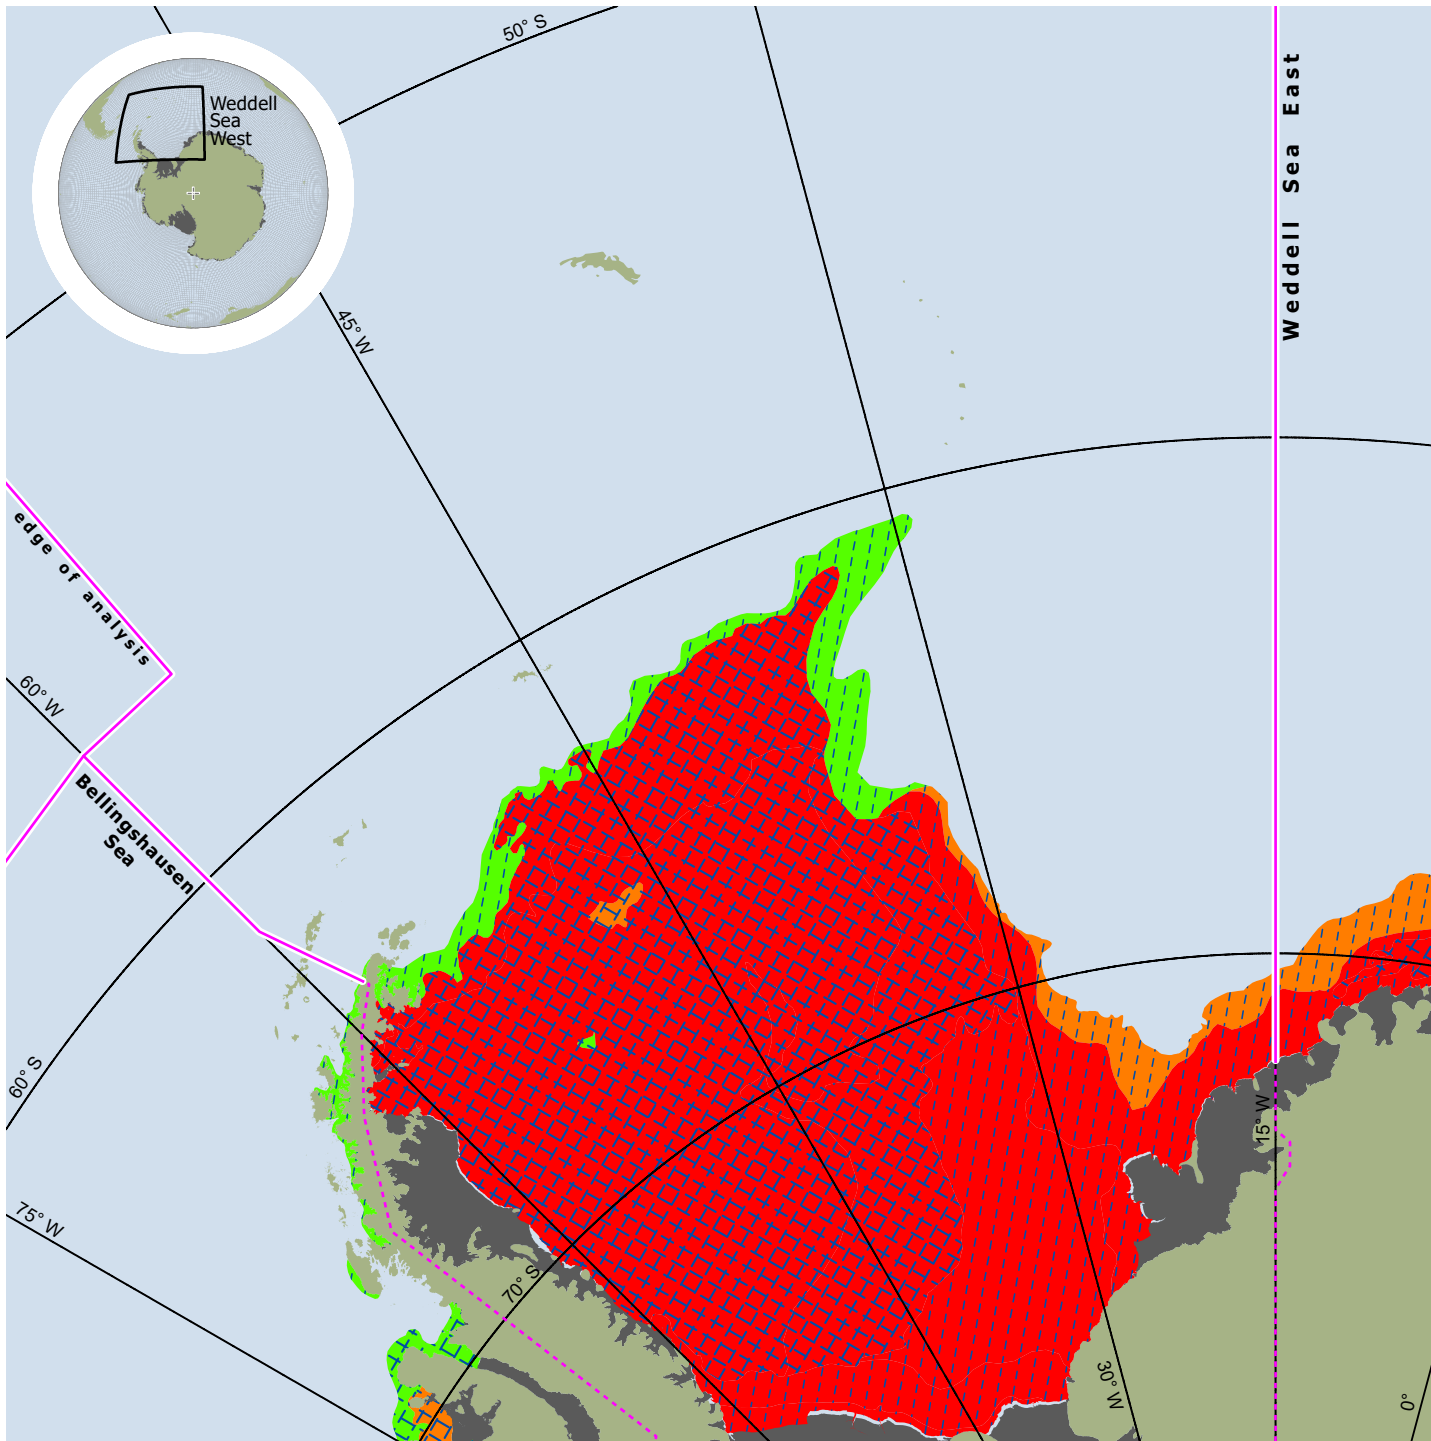 50° S
Weddell
Sea
West
Weddell Sea East
45° W
edge of analysis
60° W
Bellingshausen
Sea
60° S
15° W
75° W
70° S
30° W
0°